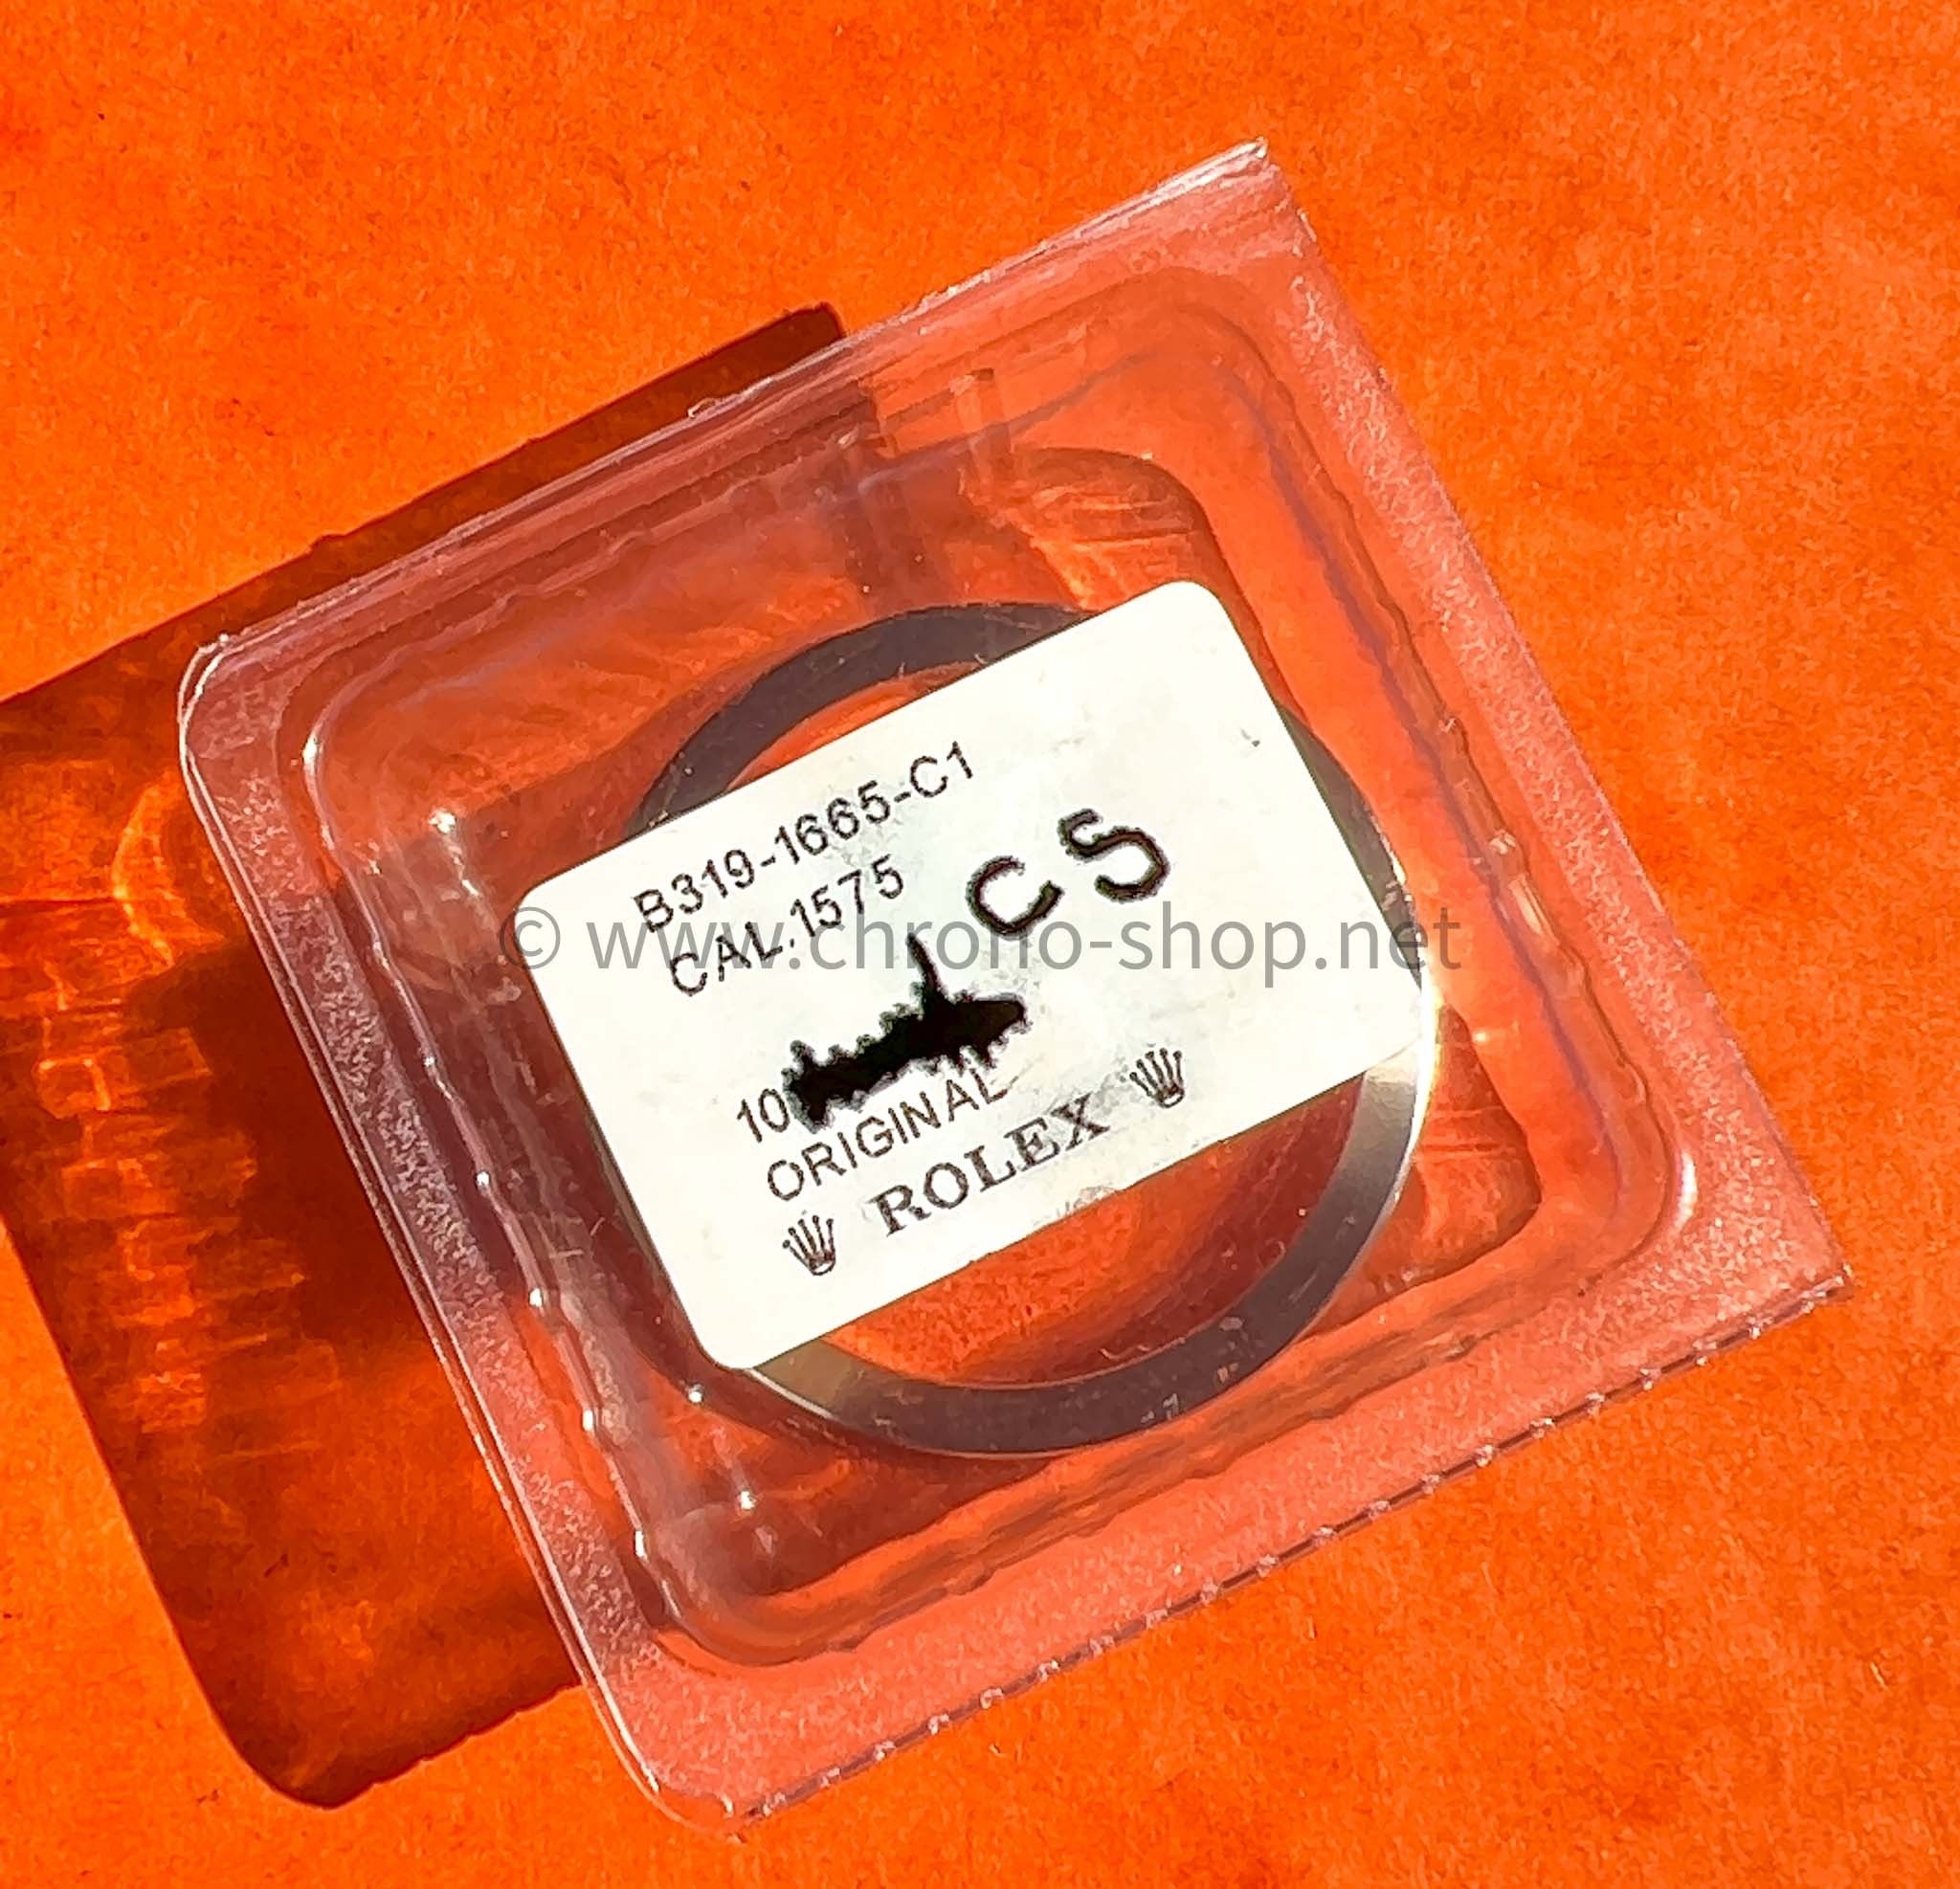 B319-1665-C1
CAL.1575
CS
10
ORIGINAL
ROLEX
© www.chrono-shop.net